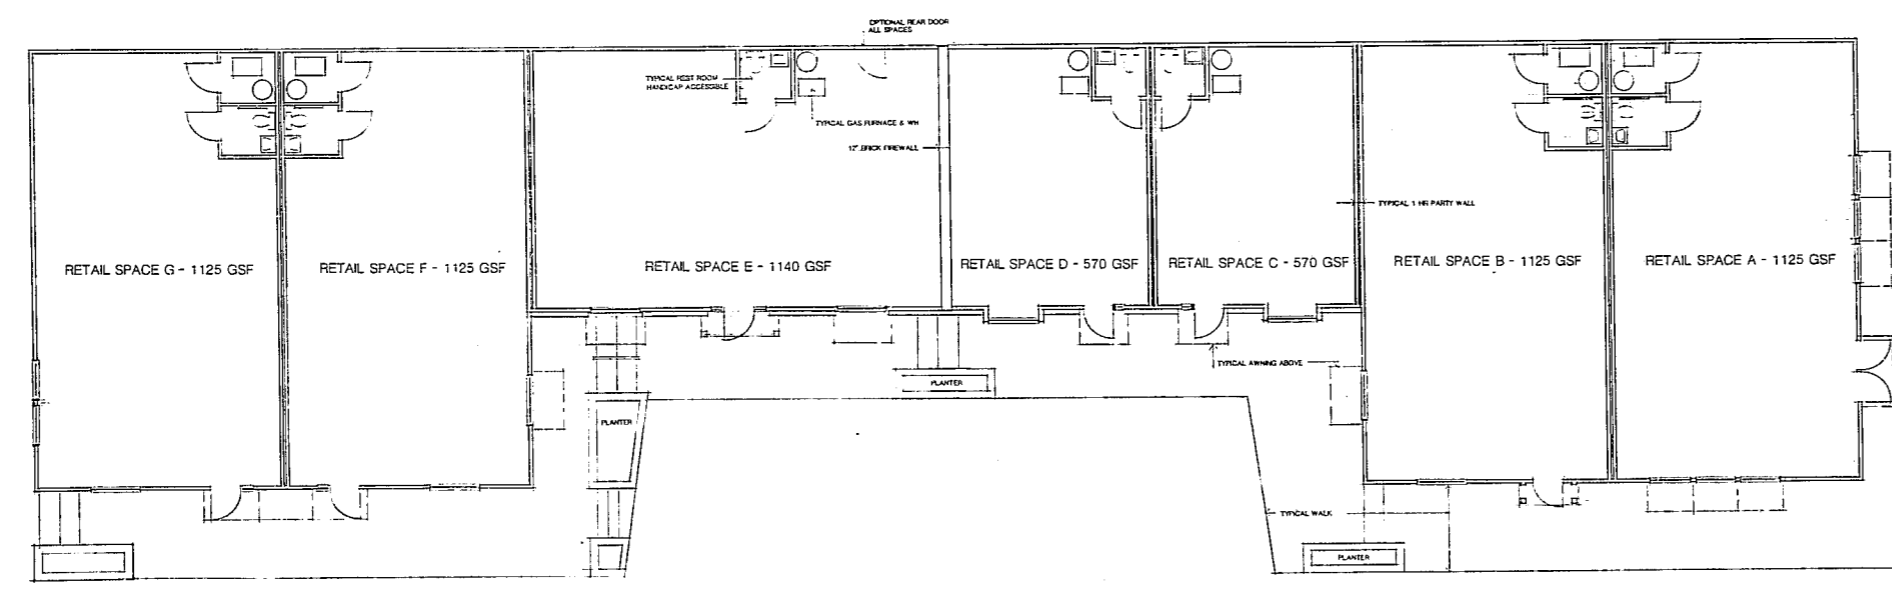 OPTIONAL REAR DOOR
ALL SPACES
TYPICAL REST ROOM
HANDICAP ACCESSIBLE
TYPICAL GAS FURNACE & WH
12" BRICK FIREWALL
TYPICAL 1 HR PARTY WALL
RETAIL SPACE G - 1125 GSF
RETAIL SPACE F - 1125 GSF
RETAIL SPACE E - 1140 GSF
RETAIL SPACE D - 570 GSF
RETAIL SPACE C - 570 GSF
RETAIL SPACE B - 1125 GSF
RETAIL SPACE A - 1125 GSF
TYPICAL AWNING ABOVE
PLANTER
PLANTER
TYPICAL WALK
PLANTER